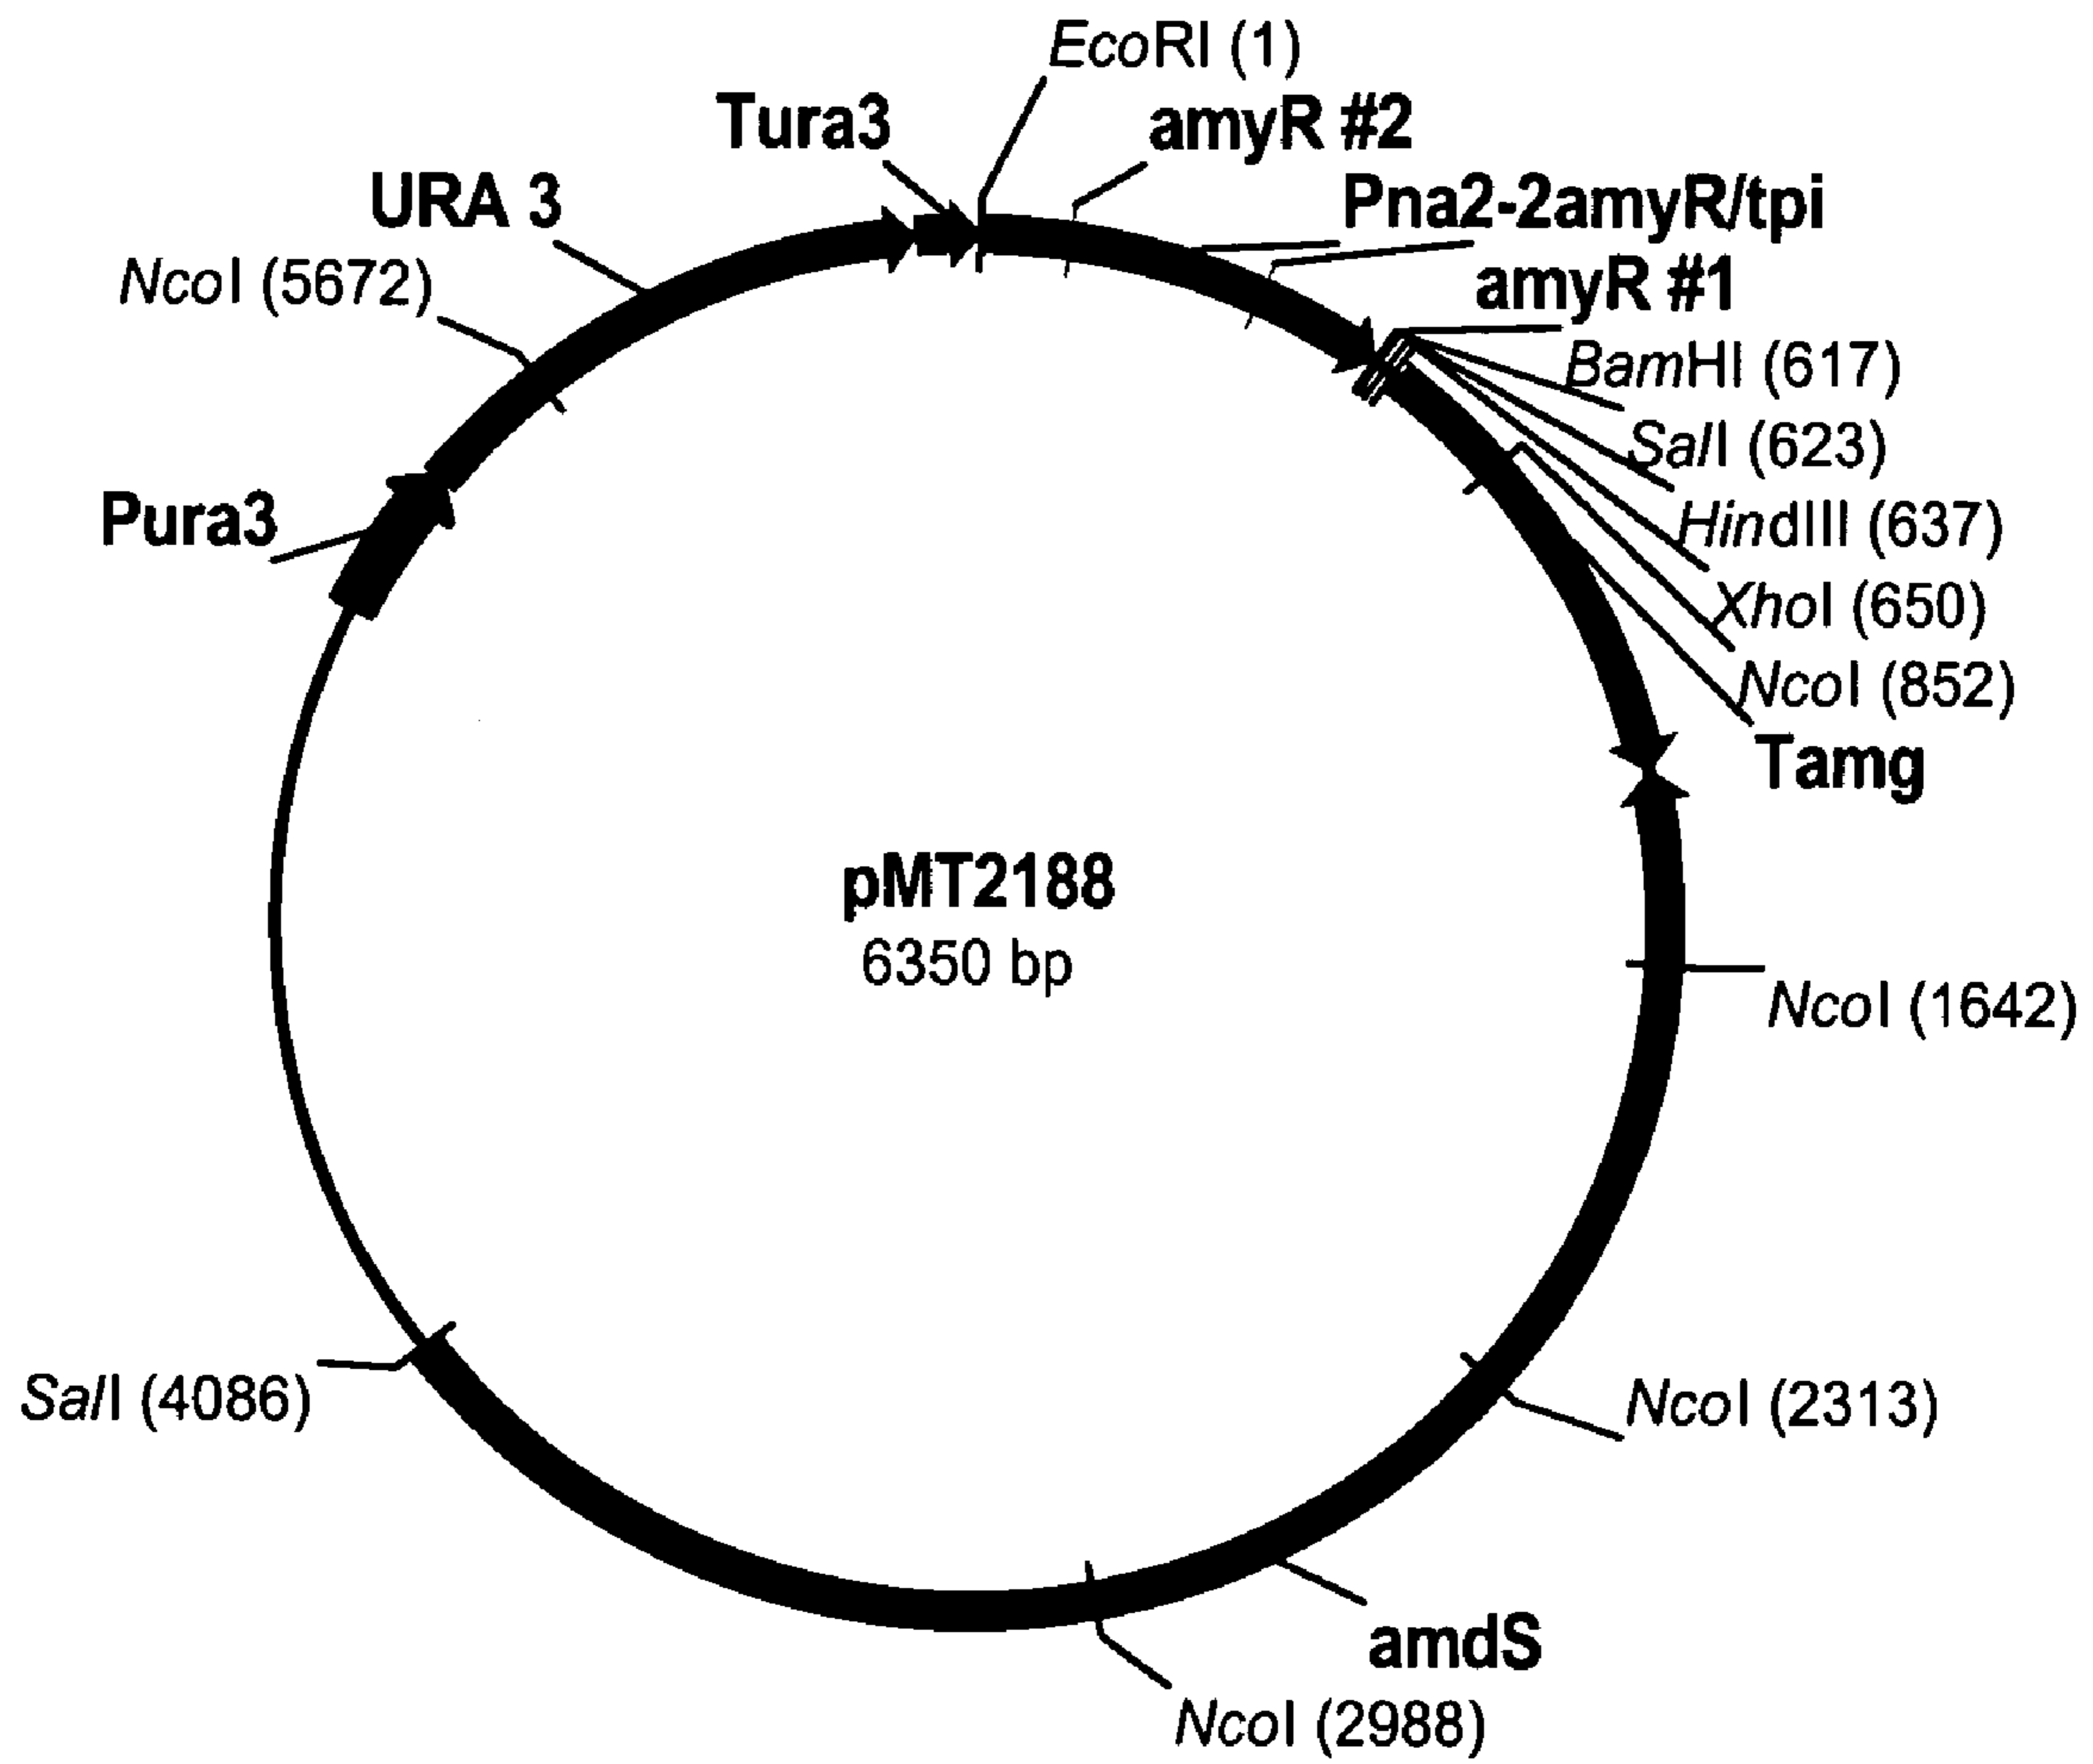 EcoRI (1)
Tura3
amyR #2
URA 3
Pna2-2amyR/tpi
NcoI (5672)
amyR #1
BamHI (617)
SalI (623)
Pura3
HindIII (637)
XhoI (650)
NcoI (852)
Tamg
pMT2188
6350 bp
NcoI (1642)
SalI (4086)
NcoI (2313)
amdS
NcoI (2988)